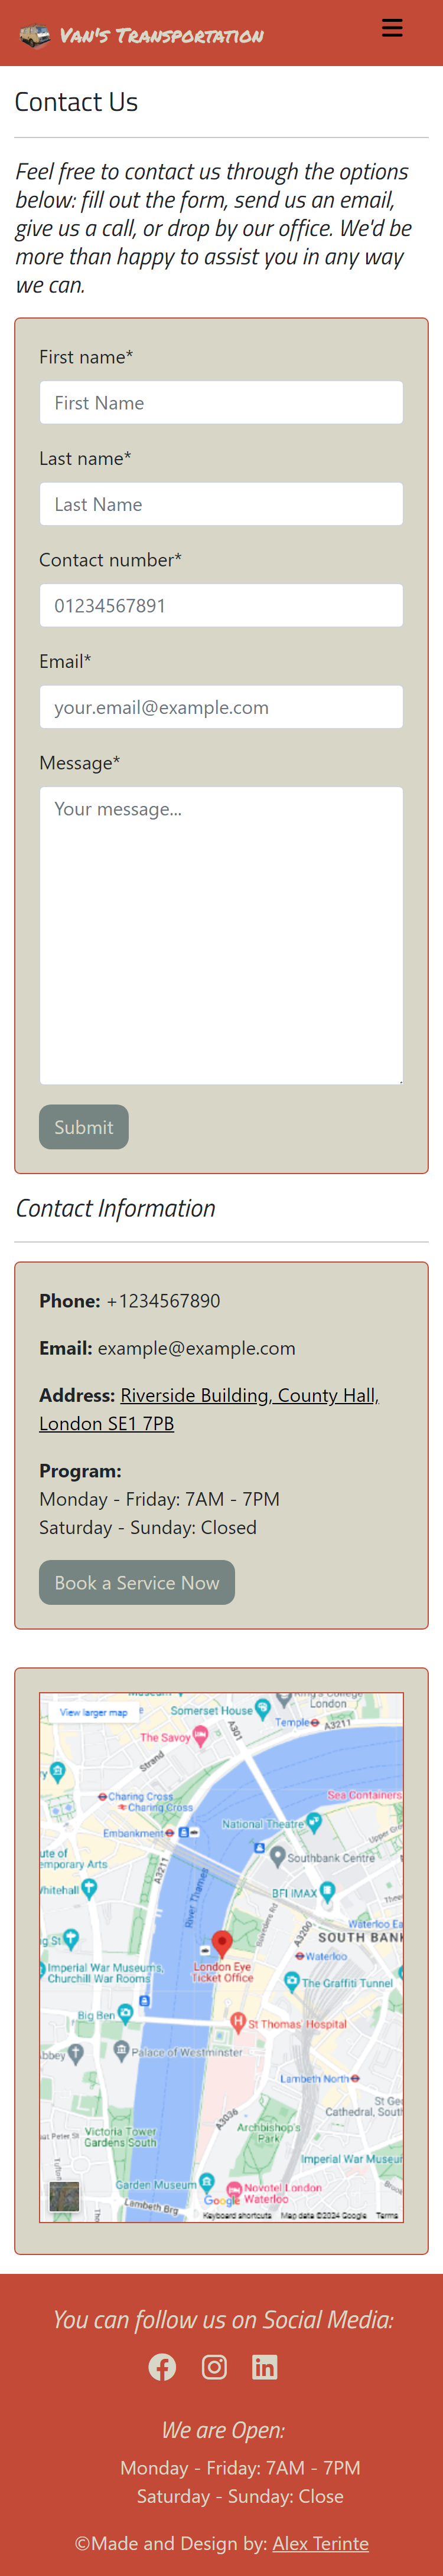 Van's Transportation
Contact Us
Feel free to contact us through the options
below: fill out the form, send us an email,
give us a call, or drop by our office. We'd be
more than happy to assist you in any way
we can.
First name*
First Name
Last name*
Last Name
Contact number*
01234567891
Email*
your.email@example.com
Message*
Your message...
Submit
Contact Information
Phone: +1234567890
Email: example@example.com
Address: Riverside Building, County Hall,
London SE1 7PB
Program:
Monday - Friday: 7AM - 7PM
Saturday - Sunday: Closed
Book a Service Now
View larger map
Somerset House
King's College
London
Temple
A3211
The Savoy
A301
Strand
Sea Containers
Charing Cross
Charing Cross
National Theatre
Embankment
Upper
Southbank Centre
A3211
River Thames
BFI IMAX
Whitehall
Waterloo Ea
A3200
SOUTH BANK
Waterloo
London Eye
Ticket Office
Imperial War Museums,
Churchill War Rooms
The Graffiti Tunnel
Big Ben
St Thomas Hospital
Palace of Westminster
Lambeth North
St Geo
Cathedral, South
A3036
Archbishop's
Park
Victoria Tower
Gardens South
Imperial War Museum
Garden Museum
Novotel London
Waterloo
Lambeth Brg
Google
Keyboard shortcuts
Map data ©2024 Google
Terms
You can follow us on Social Media:
We are Open:
Monday - Friday: 7AM - 7PM
Saturday - Sunday: Close
©Made and Design by: Alex Terinte